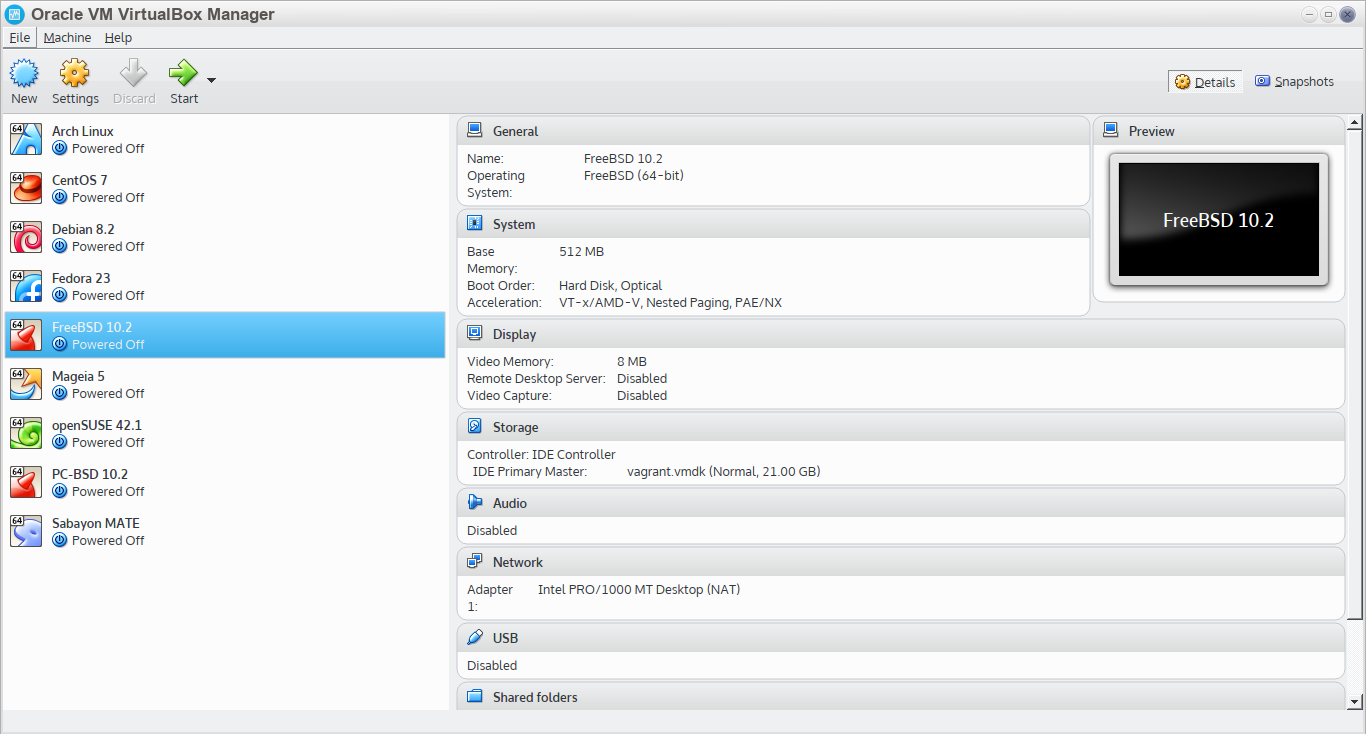 Oracle VM VirtualBox Manager
File Machine Help
New Settings Discard Start
Details Snapshots
64
Arch Linux
Powered Off
64
CentOS 7
Powered Off
64
Debian 8.2
Powered Off
64
Fedora 23
Powered Off
64
FreeBSD 10.2
Powered Off
64
Mageia 5
Powered Off
64
openSUSE 42.1
Powered Off
64
PC-BSD 10.2
Powered Off
64
Sabayon MATE
Powered Off
General
Name: FreeBSD 10.2
Operating FreeBSD (64-bit)
System:
System
Base 512 MB
Memory:
Boot Order: Hard Disk, Optical
Acceleration: VT-x/AMD-V, Nested Paging, PAE/NX
Preview
FreeBSD 10.2
Display
Video Memory: 8 MB
Remote Desktop Server: Disabled
Video Capture: Disabled
Storage
Controller: IDE Controller
IDE Primary Master: vagrant.vmdk (Normal, 21.00 GB)
Audio
Disabled
Network
Adapter Intel PRO/1000 MT Desktop (NAT)
1:
USB
Disabled
Shared folders